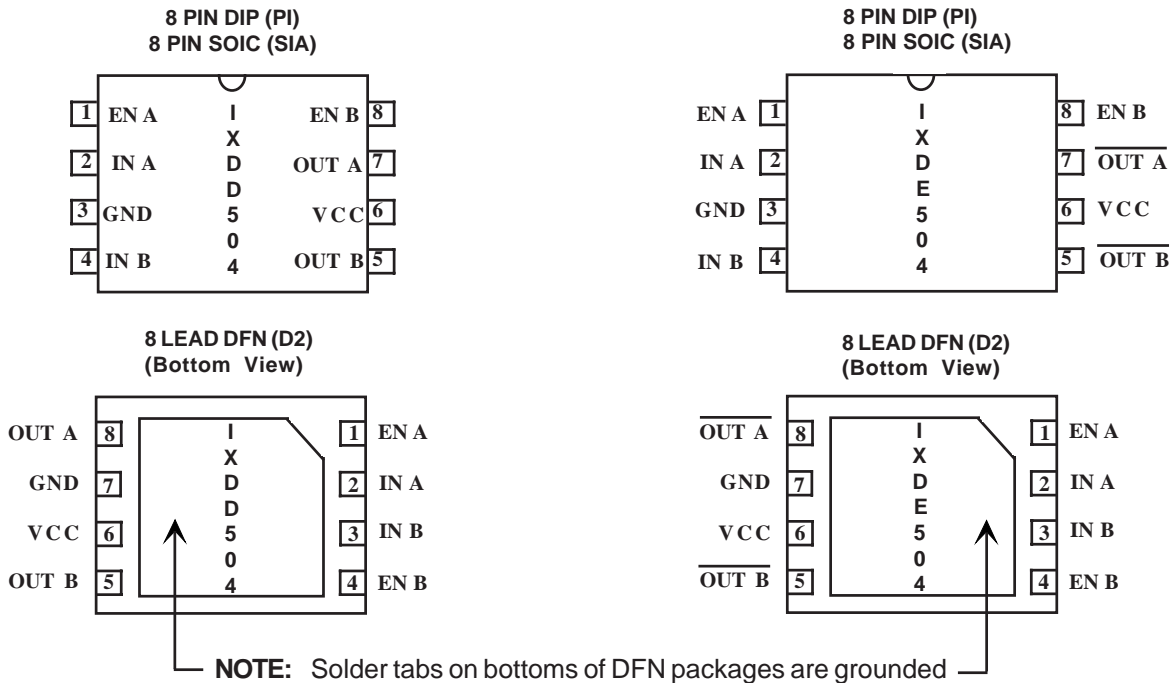 8 PIN DIP (PI)
8 PIN SOIC (SIA)
1 EN A
2 IN A
3 GND
4 IN B
IXDD504
EN B 8
OUT A 7
VCC 6
OUT B 5
8 PIN DIP (PI)
8 PIN SOIC (SIA)
EN A 1
IN A 2
GND 3
IN B 4
IXDE504
8 EN B
7 OUT A
6 VCC
5 OUT B
8 LEAD DFN (D2)
(Bottom View)
OUT A 8
GND 7
VCC 6
OUT B 5
IXDD504
1 EN A
2 IN A
3 IN B
4 EN B
8 LEAD DFN (D2)
(Bottom View)
OUT A 8
GND 7
VCC 6
OUT B 5
IXDE504
1 EN A
2 IN A
3 IN B
4 EN B
NOTE: Solder tabs on bottoms of DFN packages are grounded